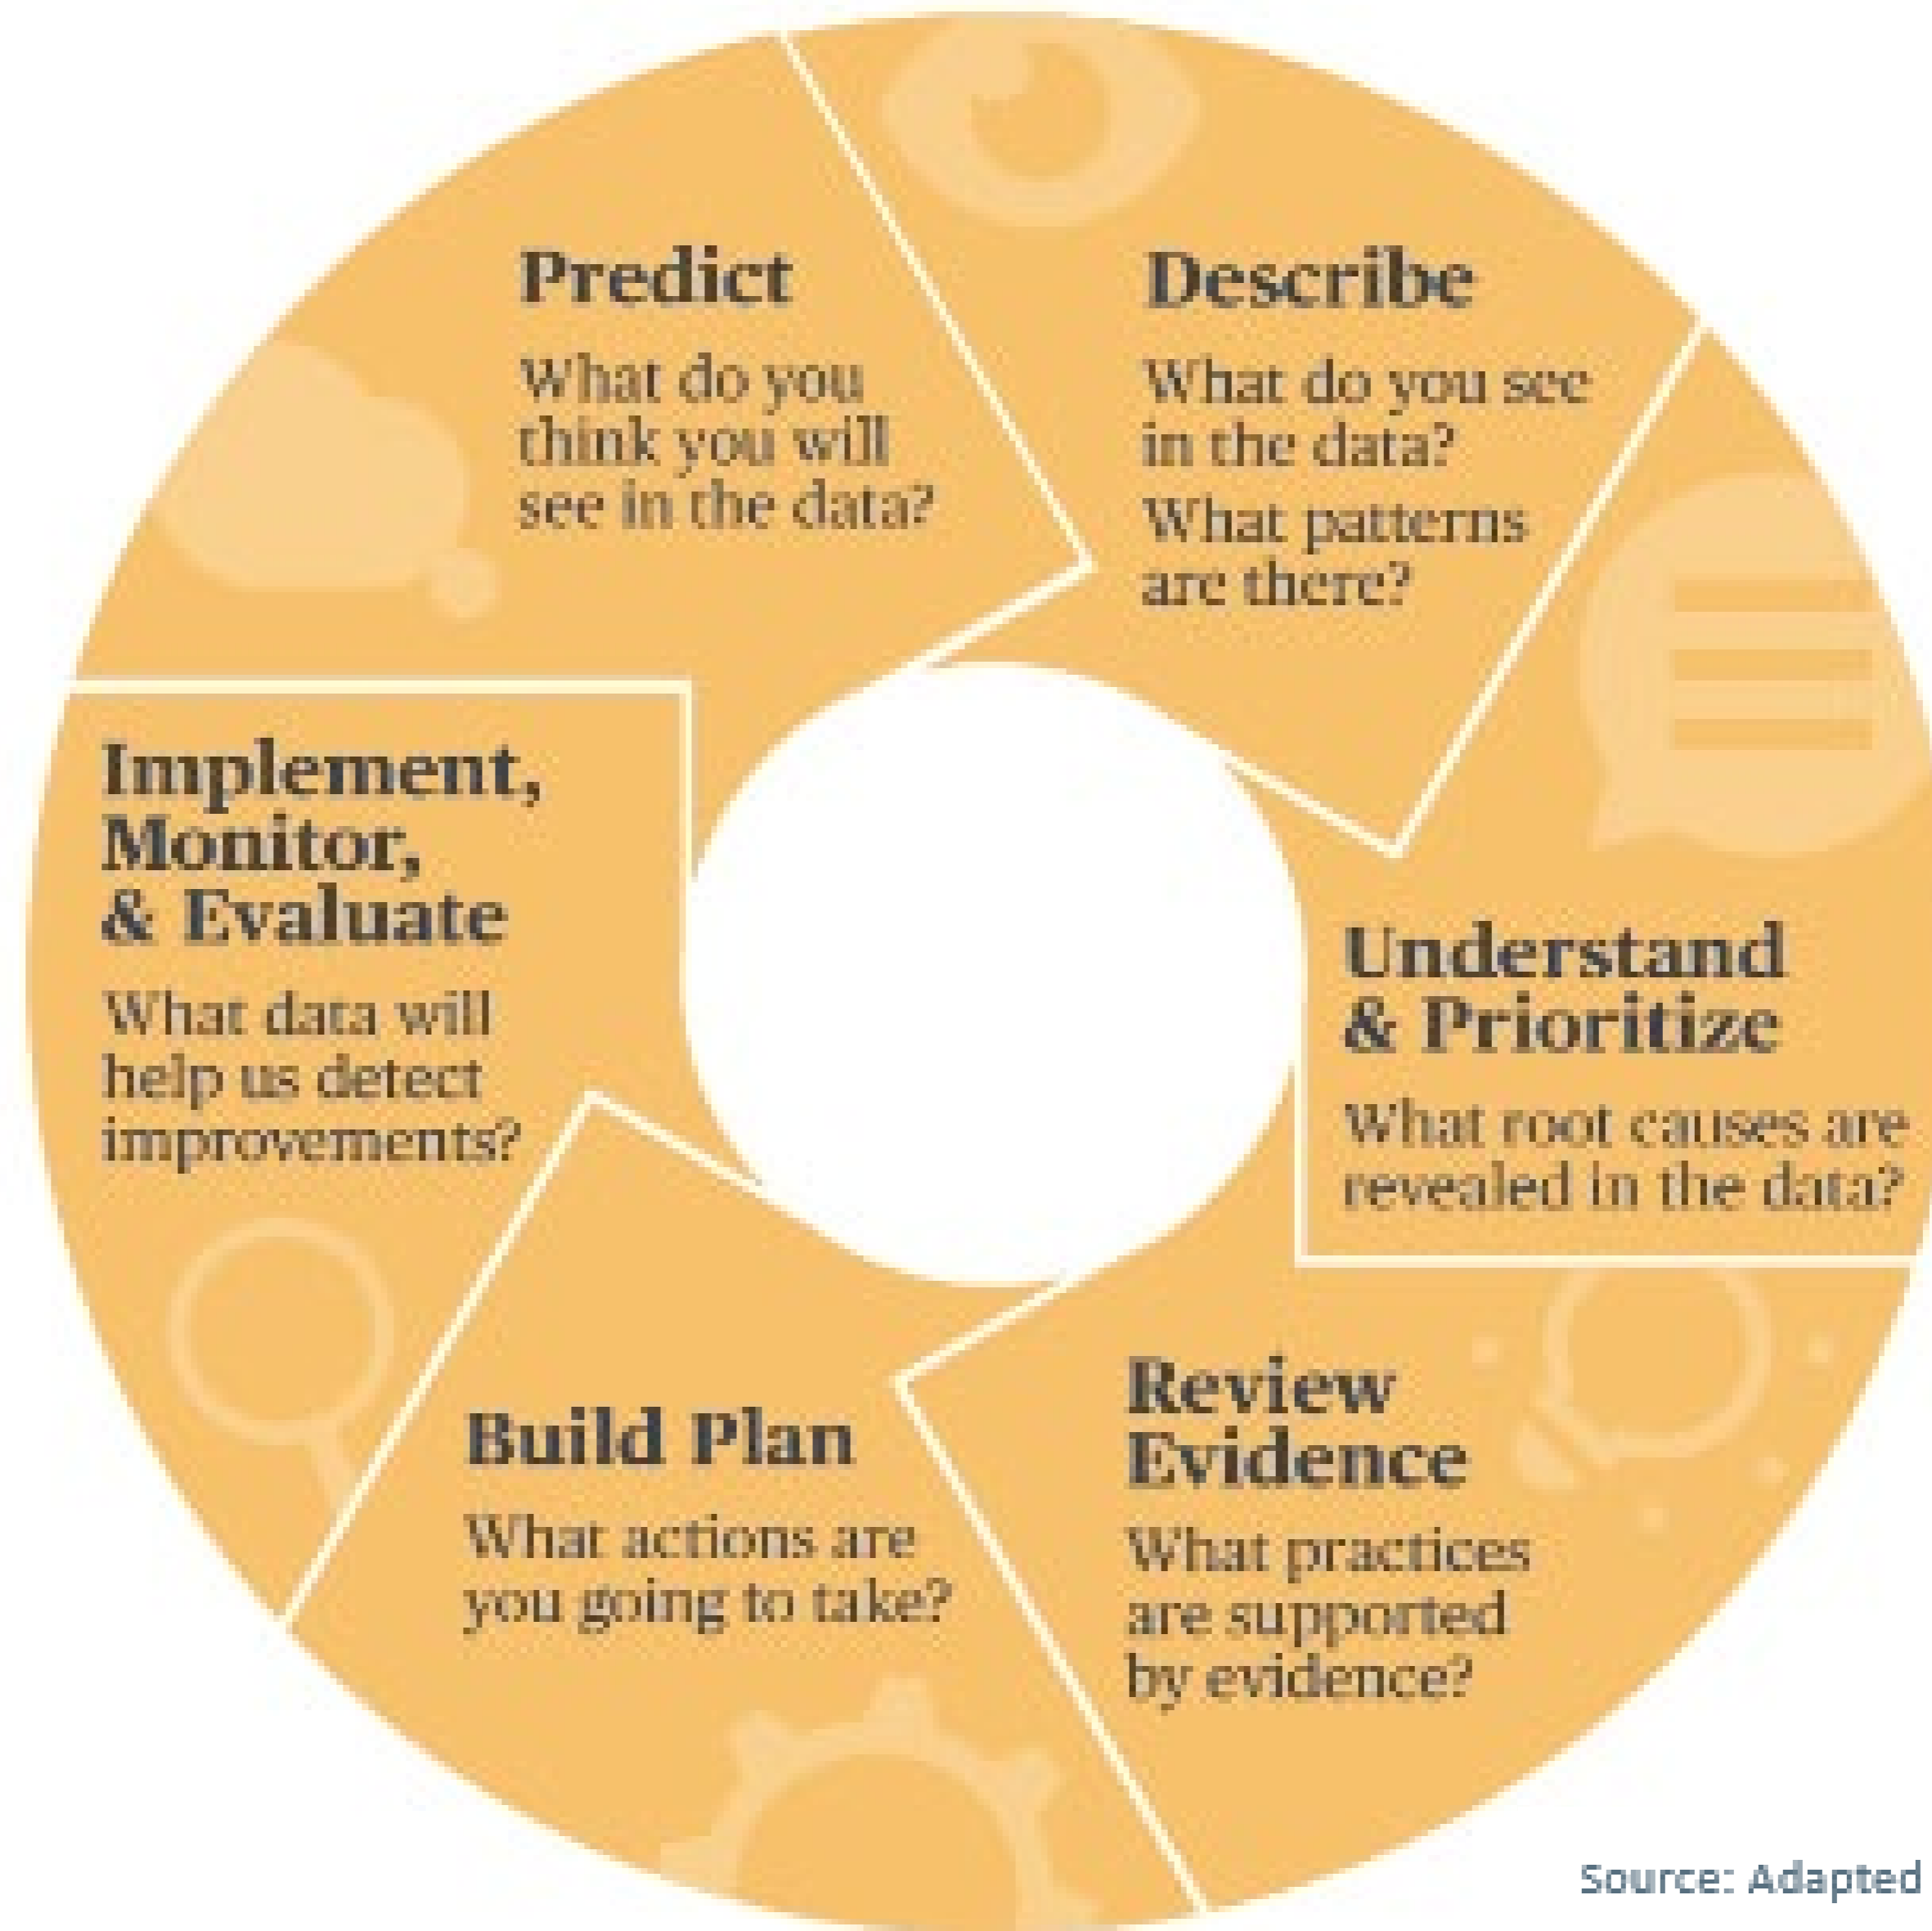 Predict
What do you
think you will
see in the data?
Describe
What do you see
in the data?
What patterns
are there?
Understand
& Prioritize
What root causes are
revealed in the data?
Review
Evidence
What practices
are supported
by evidence?
Build Plan
What actions are
you going to take?
Implement,
Monitor,
& Evaluate
What data will
help us detect
improvements?
Source: Adapted